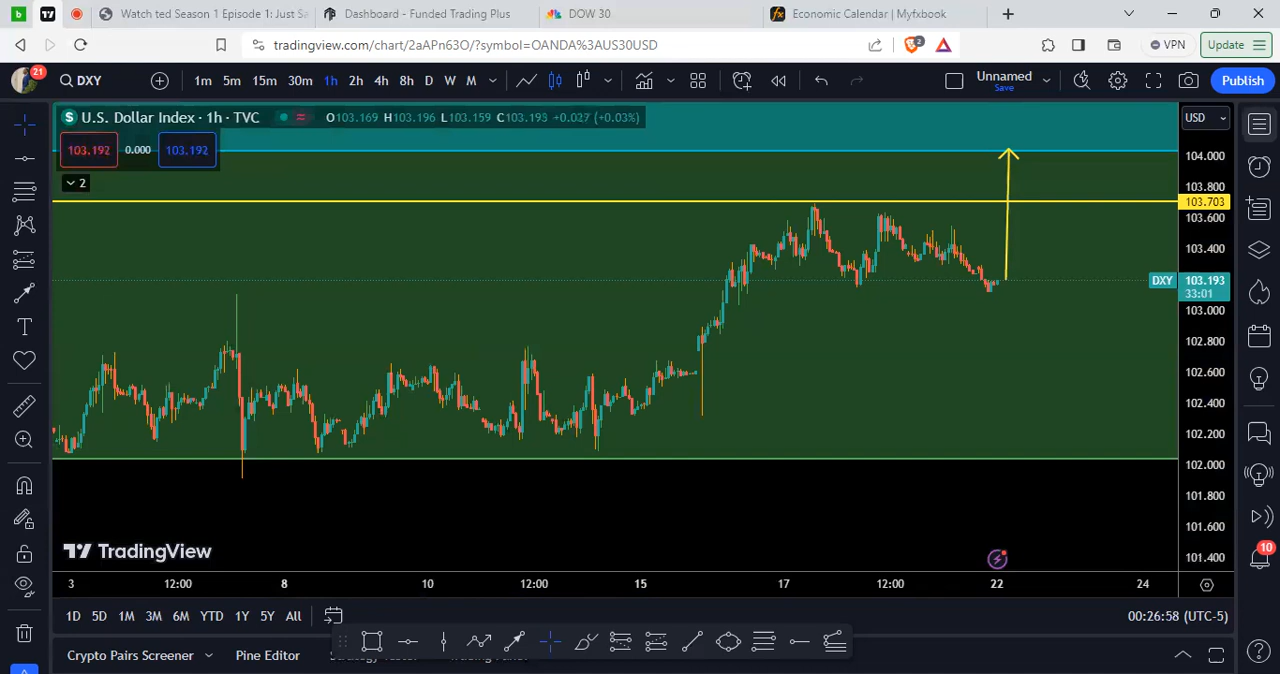 b
Watch ted Season 1 Episode 1: Just Sa
Dashboard - Funded Trading Plus
DOW 30
Economic Calendar | Myfxbook
tradingview.com/chart/2aAPn63O/?symbol=OANDA%3AUS30USD
2
VPN
Update
21
DXY
1m 5m 15m 30m 1h 2h 4h 8h D W M
Unnamed
Save
Publish
$ U.S. Dollar Index · 1h · TVC
O103.169 H103.196 L103.159 C103.193 +0.027 (+0.03%)
USD
103.192 0.000 103.192
2
104.000
103.800
103.703
103.600
103.400
DXY 103.193
33:01
103.000
102.800
102.600
102.400
102.200
102.000
101.800
101.600
101.400
10
TradingView
3 12:00 8 10 12:00 15 17 12:00 22 24
1D 5D 1M 3M 6M YTD 1Y 5Y All
00:26:58 (UTC-5)
Crypto Pairs Screener
Pine Editor